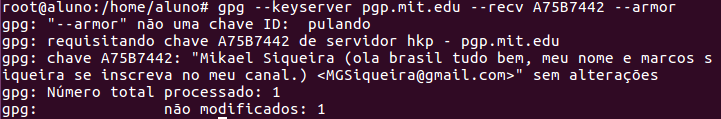 root@aluno:/home/aluno# gpg --keyserver pgp.mit.edu --recv A75B7442 --armor
gpg: "--armor" não uma chave ID:  pulando
gpg: requisitando chave A75B7442 de servidor hkp - pgp.mit.edu
gpg: chave A75B7442: "Mikael Siqueira (ola brasil tudo bem, meu nome e marcos s
iqueira se inscreva no meu canal.) <MGSiqueira@gmail.com>" sem alterações
gpg: Número total processado: 1
gpg:              não modificados: 1